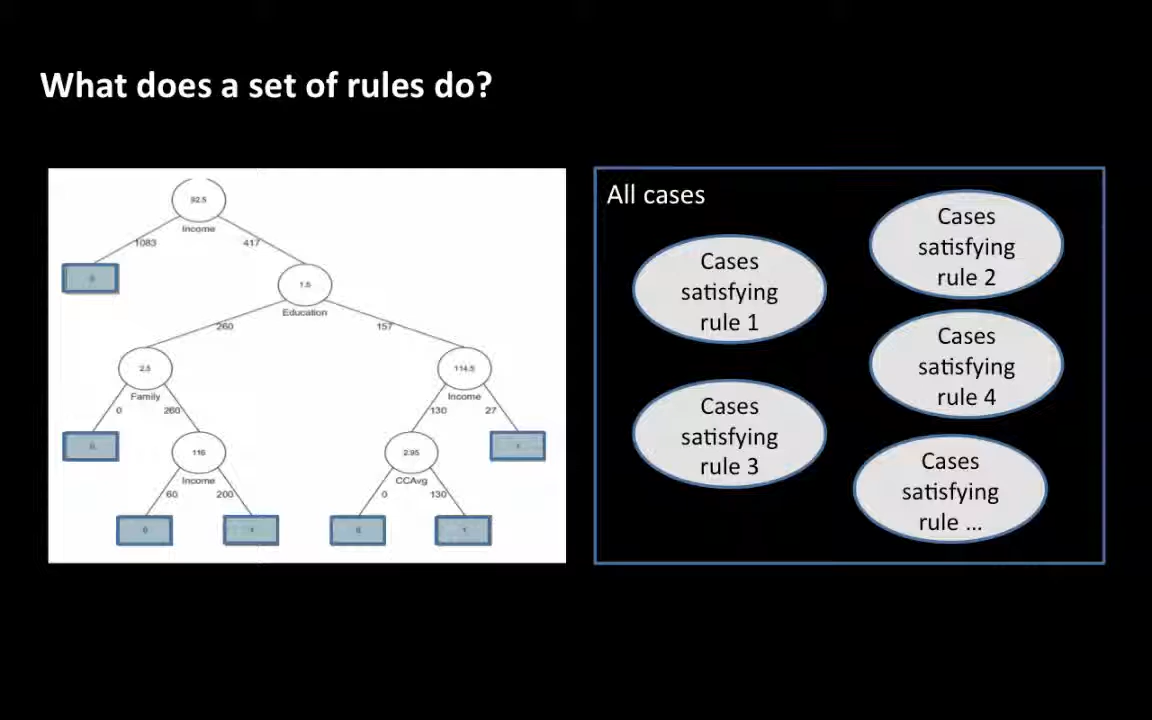 What does a set of rules do?
92.5
Income
1083
417
1.5
Education
260
157
2.5
Family
0
260
114.5
Income
130
27
116
Income
60
200
2.95
CCAvg
0
130
0
1
All cases
Cases
satisfying
rule 1
Cases
satisfying
rule 2
Cases
satisfying
rule 3
Cases
satisfying
rule 4
Cases
satisfying
rule ...